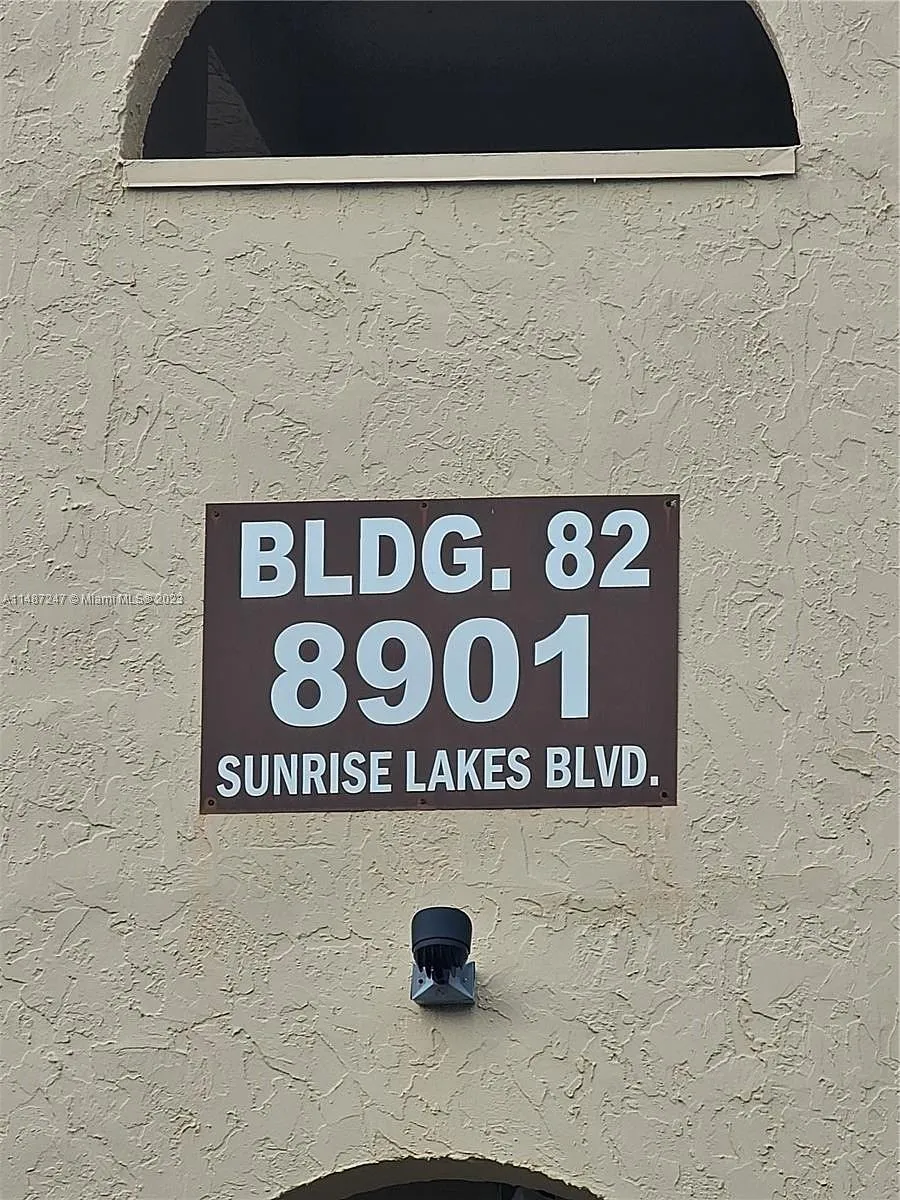 BLDG. 82
A11487247 © Miami MLS © 2023
8901
SUNRISE LAKES BLVD.